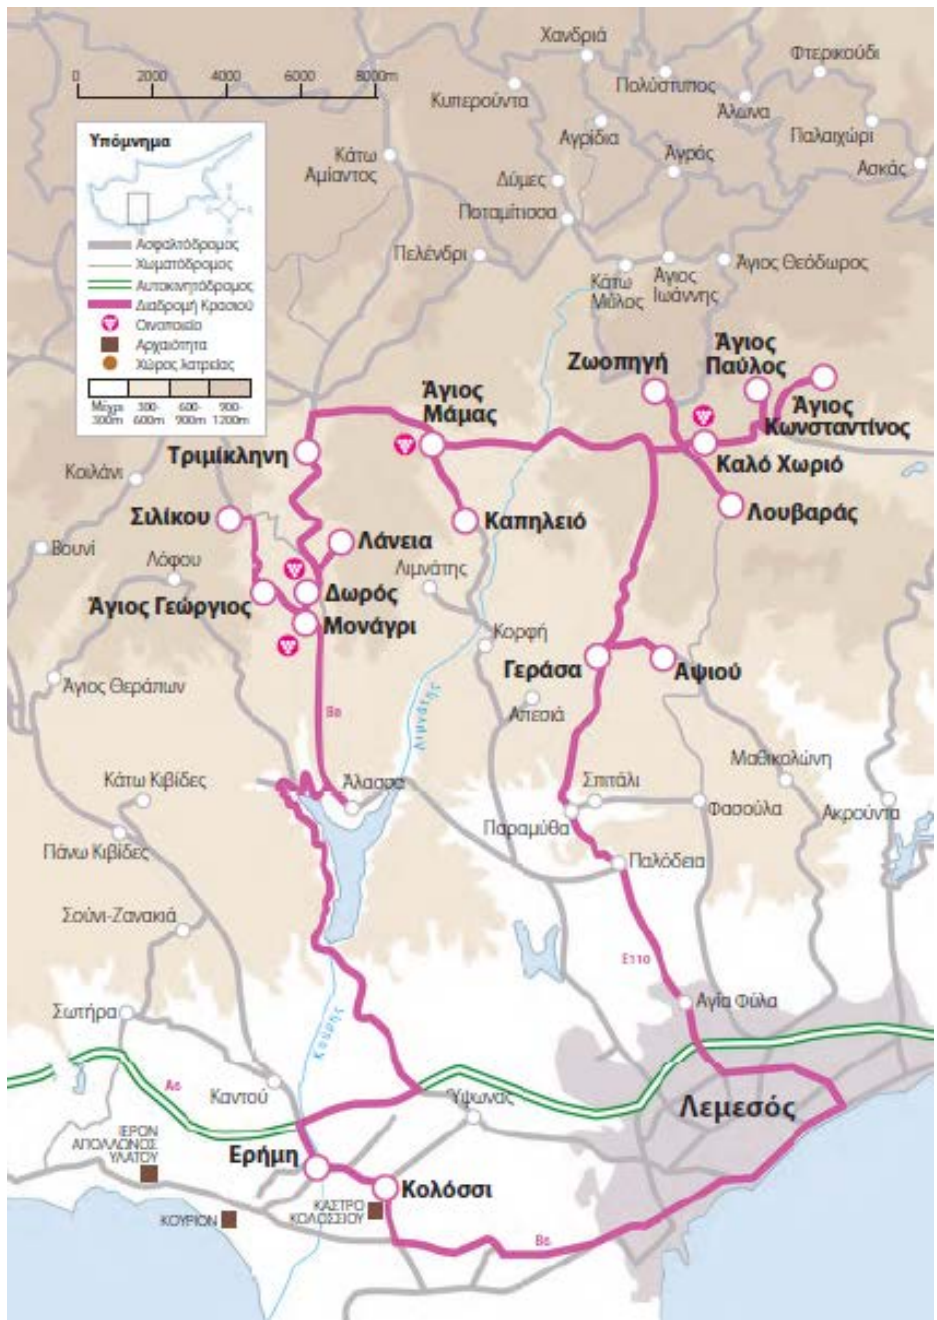 Χανδριά
Φτερικούδι
0 2000 4000 6000 8000m
Πολύστυπος
Κυπερούντα
Άλωνα
Αγρίδια
Παλαιχώρι
Υπόμνημα
Κάτω
Αμίαντος
Άγρός
Ασκάς
Δύμες
Ποταμίτισσα
Ασφαλτόδρομος
Χωματόδρομος
Αυτοκινητόδρομος
Διαδρομή Κρασιού
Οινοποιείο
Αρχαιότητα
Χώρος λατρείας
Μέχρι
300m
300-
600m
600-
900m
900-
1200m
Πελένδρι
Κάτω
Μύλος
Άγιος
Ιωάννης
Άγιος Θεόδωρος
Ζωοπηγή
Άγιος
Παύλος
Άγιος
Μάμας
Άγιος
Κωνσταντίνος
Τριμίκληνη
Καλό Χωριό
Κοιλάνι
Σιλίκου
Καπηλειό
Λουβαράς
Λάνεια
Βουνί
Λόφου
Λιμνάτης
Άγιος Γεώργιος
Δωρός
Μονάγρι
Κορφή
Γεράσα
Αψιού
Άγιος Θεράπων
Λιμνάτης
Απεσιά
B8
Μαθικολώνη
Κάτω Κιβίδες
Άλασσα
Σπιτάλι
Παραμύθα
Φασούλα
Ακρούντα
Πάνω Κιβίδες
Παλόδεια
Σούνι-Ζανακιά
E110
Σωτήρα
Αγία Φύλα
Κούρης
A6
Καντού
Ύψωνας
Λεμεσός
ΙΕΡΟΝ
ΑΠΟΛΛΩΝΟΣ
ΥΛΑΤΟΥ
Ερήμη
Κολόσσι
ΚΑΣΤΡΟ
ΚΟΛΟΣΣΙΟΥ
ΚΟΥΡΙΟΝ
B6